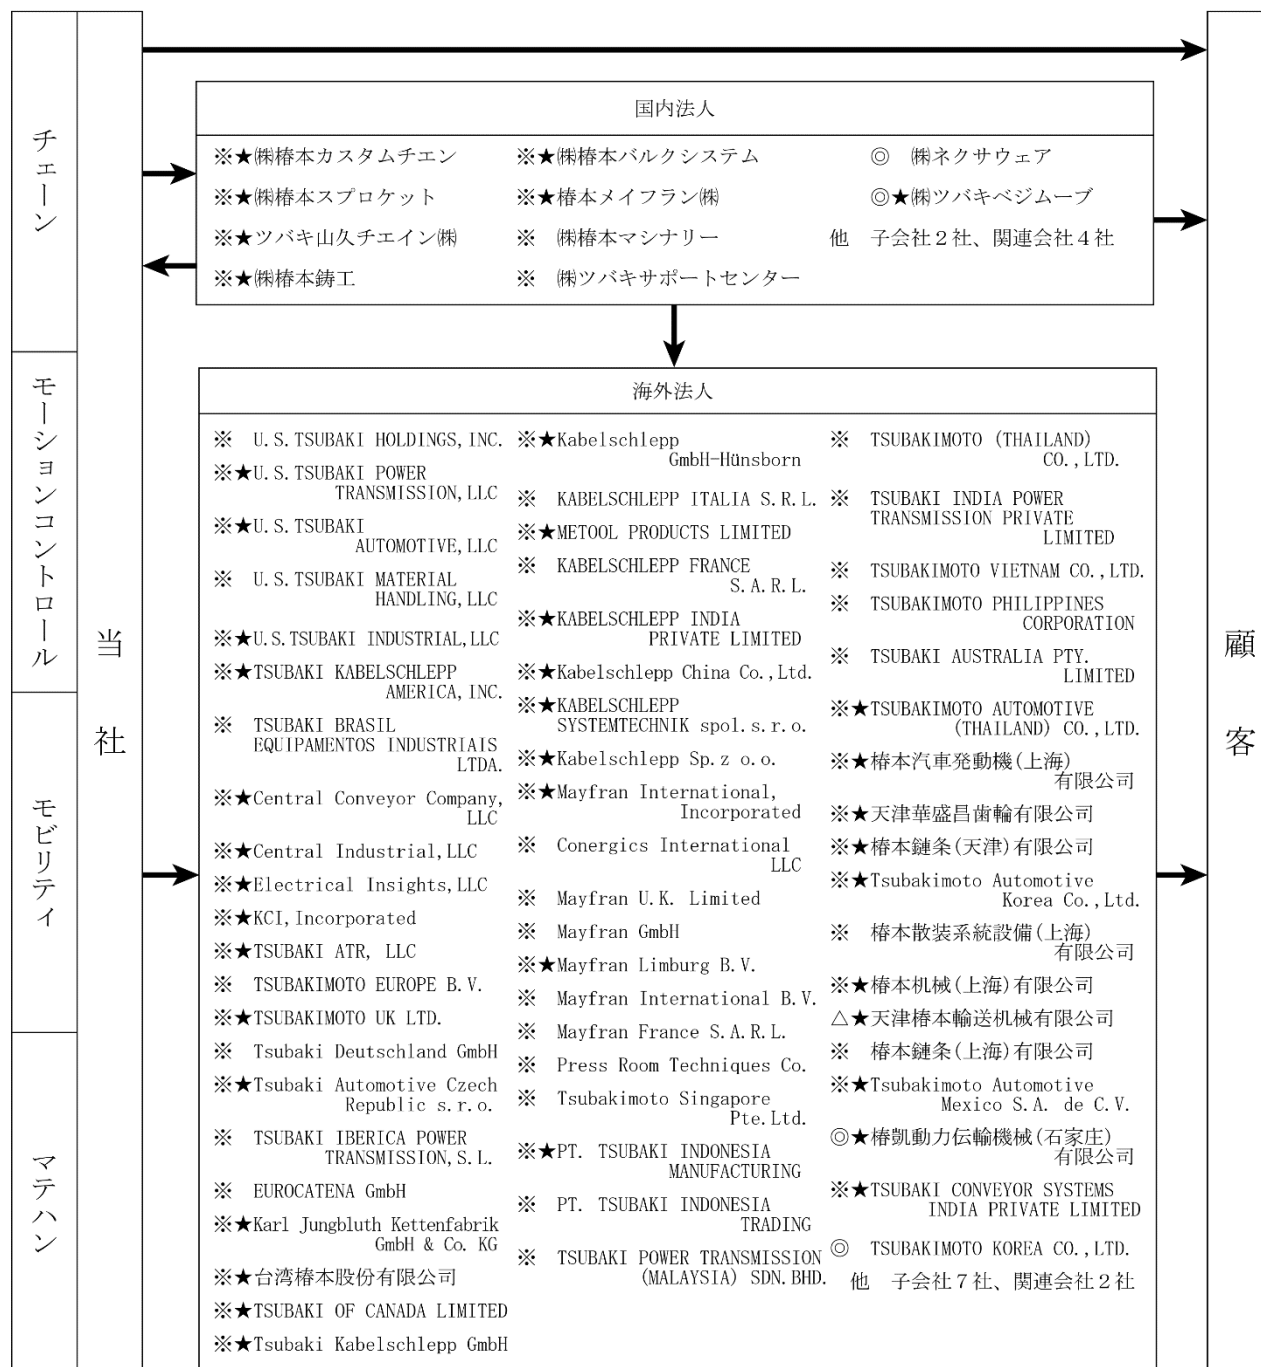 チェーン
モーションコントロール
モビリティ
マテハン
当社
国内法人
※★㈱椿本カスタムチエン
※★㈱椿本スプロケット
※★ツバキ山久チエイン㈱
※★㈱椿本鋳工
※★㈱椿本バルクシステム
※★椿本メイフラン㈱
※　㈱椿本マシナリー
※　㈱ツバキサポートセンター
◎　㈱ネクサウェア
◎★㈱ツバキベジムーブ
他　子会社２社、関連会社４社
海外法人
※　U.S.TSUBAKI HOLDINGS,INC.
※★U.S.TSUBAKI POWER
TRANSMISSION,LLC
※★U.S.TSUBAKI
AUTOMOTIVE,LLC
※　U.S.TSUBAKI MATERIAL
HANDLING,LLC
※★U.S.TSUBAKI INDUSTRIAL,LLC
※★TSUBAKI KABELSCHLEPP
AMERICA,INC.
※　TSUBAKI BRASIL
EQUIPAMENTOS INDUSTRIAIS
LTDA.
※★Central Conveyor Company,
LLC
※★Central Industrial,LLC
※★Electrical Insights,LLC
※★KCI,Incorporated
※★TSUBAKI ATR, LLC
※　TSUBAKIMOTO EUROPE B.V.
※★TSUBAKIMOTO UK LTD.
※　Tsubaki Deutschland GmbH
※★Tsubaki Automotive Czech
Republic s.r.o.
※　TSUBAKI IBERICA POWER
TRANSMISSION,S.L.
※　EUROCATENA GmbH
※★Karl Jungbluth Kettenfabrik
GmbH & Co. KG
※★台湾椿本股份有限公司
※★TSUBAKI OF CANADA LIMITED
※★Tsubaki Kabelschlepp GmbH
※★Kabelschlepp
GmbH-Hünsborn
※　KABELSCHLEPP ITALIA S.R.L.
※★METOOL PRODUCTS LIMITED
※　KABELSCHLEPP FRANCE
S.A.R.L.
※★KABELSCHLEPP INDIA
PRIVATE LIMITED
※★Kabelschlepp China Co.,Ltd.
※★KABELSCHLEPP
SYSTEMTECHNIK spol.s.r.o.
※★Kabelschlepp Sp.z o.o.
※★Mayfran International,
Incorporated
※　Conergics International
LLC
※　Mayfran U.K. Limited
※　Mayfran GmbH
※★Mayfran Limburg B.V.
※　Mayfran International B.V.
※　Mayfran France S.A.R.L.
※　Press Room Techniques Co.
※　Tsubakimoto Singapore
Pte.Ltd.
※★PT. TSUBAKI INDONESIA
MANUFACTURING
※　PT. TSUBAKI INDONESIA
TRADING
※　TSUBAKI POWER TRANSMISSION
(MALAYSIA) SDN.BHD.
※　TSUBAKIMOTO (THAILAND)
CO.,LTD.
※　TSUBAKI INDIA POWER
TRANSMISSION PRIVATE
LIMITED
※　TSUBAKIMOTO VIETNAM CO.,LTD.
※　TSUBAKIMOTO PHILIPPINES
CORPORATION
※　TSUBAKI AUSTRALIA PTY.
LIMITED
※★TSUBAKIMOTO AUTOMOTIVE
(THAILAND) CO.,LTD.
※★椿本汽車発動機(上海)
有限公司
※★天津華盛昌歯輪有限公司
※★椿本鏈条(天津)有限公司
※★Tsubakimoto Automotive
Korea Co.,Ltd.
※　椿本散装系統設備(上海)
有限公司
※★椿本机械(上海)有限公司
△★天津椿本輸送机械有限公司
※　椿本鏈条(上海)有限公司
※★Tsubakimoto Automotive
Mexico S.A. de C.V.
◎★椿凱動力伝輸機械(石家庄)
有限公司
※★TSUBAKI CONVEYOR SYSTEMS
INDIA PRIVATE LIMITED
◎　TSUBAKIMOTO KOREA CO.,LTD.
他　子会社７社、関連会社２社
顧客